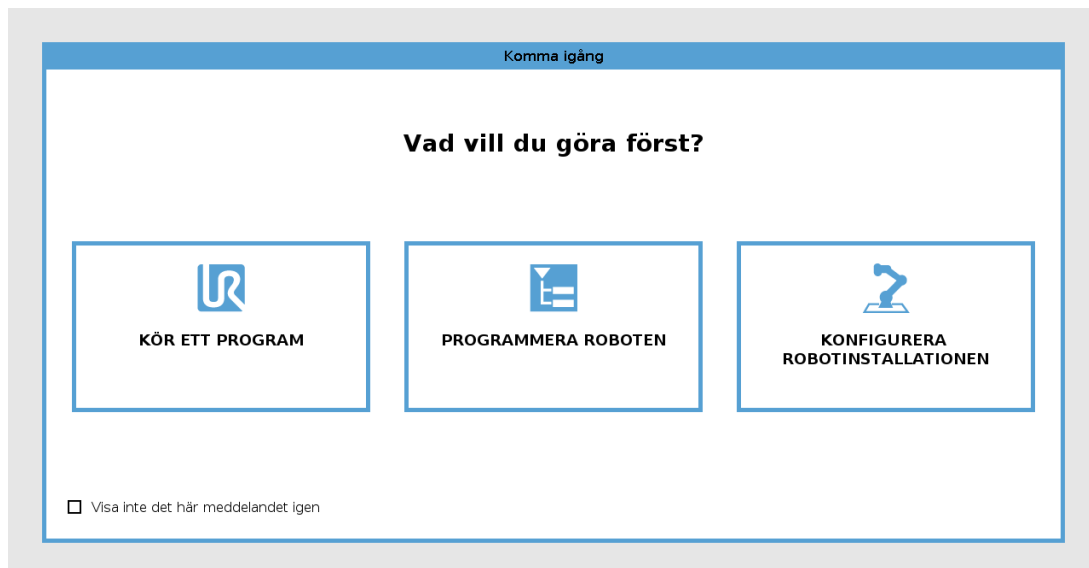 Komma igång
Vad vill du göra först?
KÖR ETT PROGRAM
PROGRAMMERA ROBOTEN
KONFIGURERA
ROBOTINSTALLATIONEN
Visa inte det här meddelandet igen